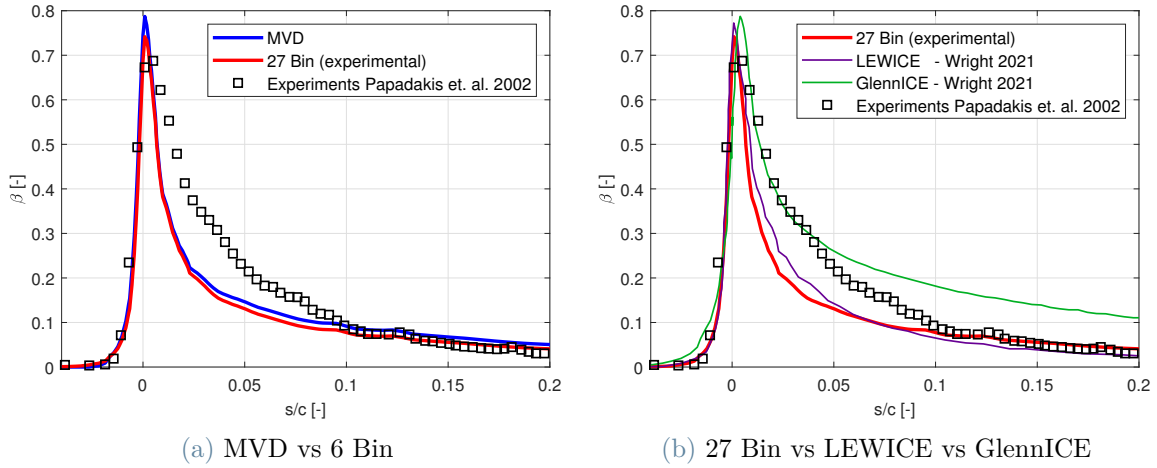 0.8
0.7
0.6
0.5
0.4
0.3
0.2
0.1
0
β [-]
MVD
27 Bin (experimental)
Experiments Papadakis et. al. 2002
0
0.05
0.1
0.15
0.2
s/c [-]
(a) MVD vs 6 Bin
0.8
0.7
0.6
0.5
0.4
0.3
0.2
0.1
0
β [-]
27 Bin (experimental)
LEWICE - Wright 2021
GlennICE - Wright 2021
Experiments Papadakis et. al. 2002
0
0.05
0.1
0.15
0.2
s/c [-]
(b) 27 Bin vs LEWICE vs GlennICE